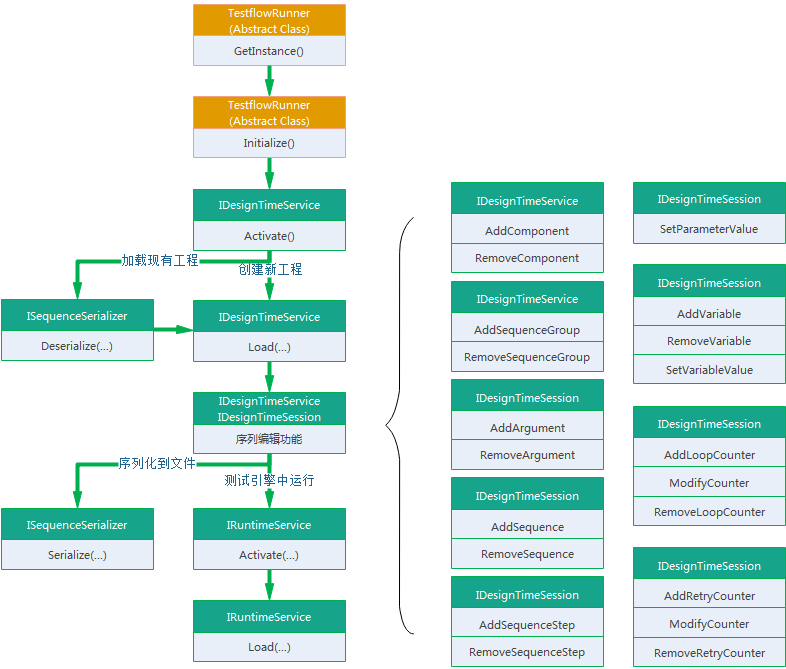 TestflowRunner
(Abstract Class)
GetInstance()
TestflowRunner
(Abstract Class)
Initialize()
IDesignTimeService
Activate()
加载现有工程
创建新工程
ISequenceSerializer
Deserialize(...)
IDesignTimeService
Load(...)
IDesignTimeService
IDesignTimeSession
序列编辑功能
序列化到文件
测试引擎中运行
ISequenceSerializer
Serialize(...)
IRuntimeService
Activate(...)
IRuntimeService
Load(...)
IDesignTimeService
AddComponent
RemoveComponent
IDesignTimeService
AddSequenceGroup
RemoveSequenceGroup
IDesignTimeSession
AddArgument
RemoveArgument
IDesignTimeSession
AddSequence
RemoveSequence
IDesignTimeSession
AddSequenceStep
RemoveSequenceStep
IDesignTimeSession
SetParameterValue
IDesignTimeSession
AddVariable
RemoveVariable
SetVariableValue
IDesignTimeSession
AddLoopCounter
ModifyCounter
RemoveLoopCounter
IDesignTimeSession
AddRetryCounter
ModifyCounter
RemoveRetryCounter